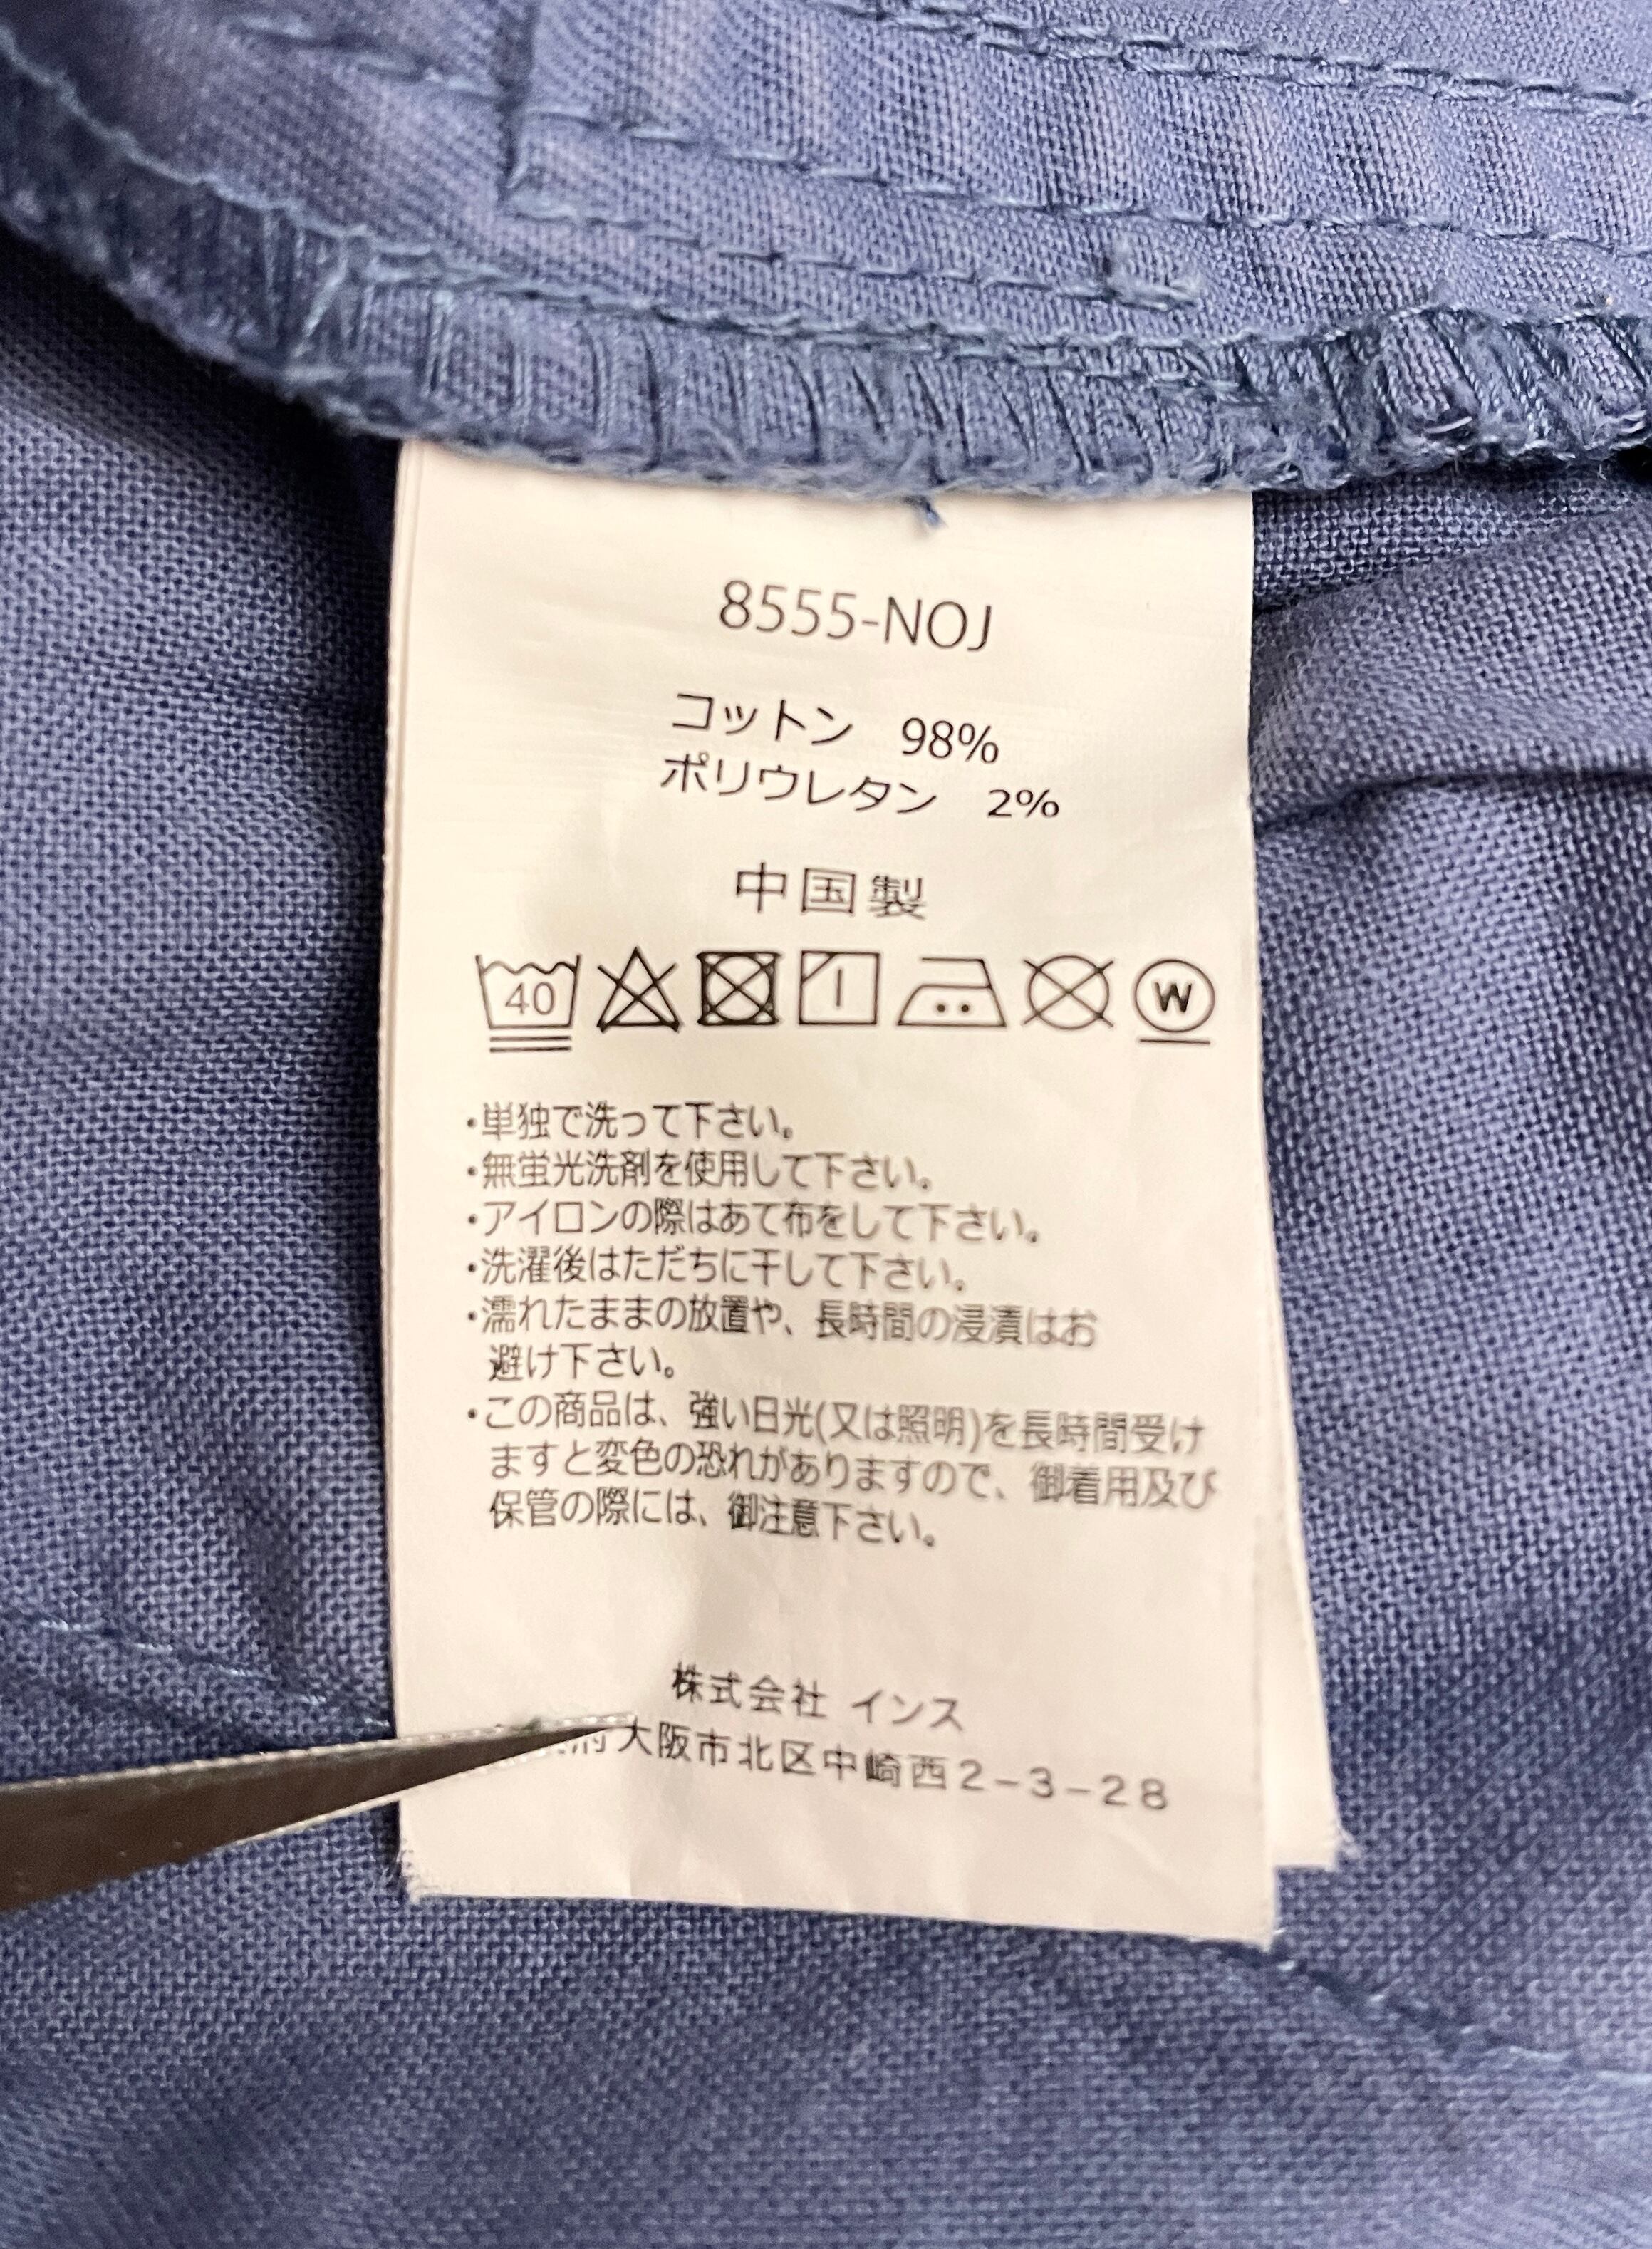 8555-NOJ
コットン 98%
ポリウレタン 2%
中国製
40 W
・単独で洗って下さい。
・無蛍光洗剤を使用して下さい。
・アイロンの際はあて布をして下さい。
・洗濯後はただちに干して下さい。
・濡れたままの放置や、長時間の浸漬はお
避け下さい。
・この商品は、強い日光(又は照明)を長時間受け
ますと変色の恐れがありますので、御着用及び
保管の際には、御注意下さい。
株式会社 インス
府大阪市北区中崎西2-3-28